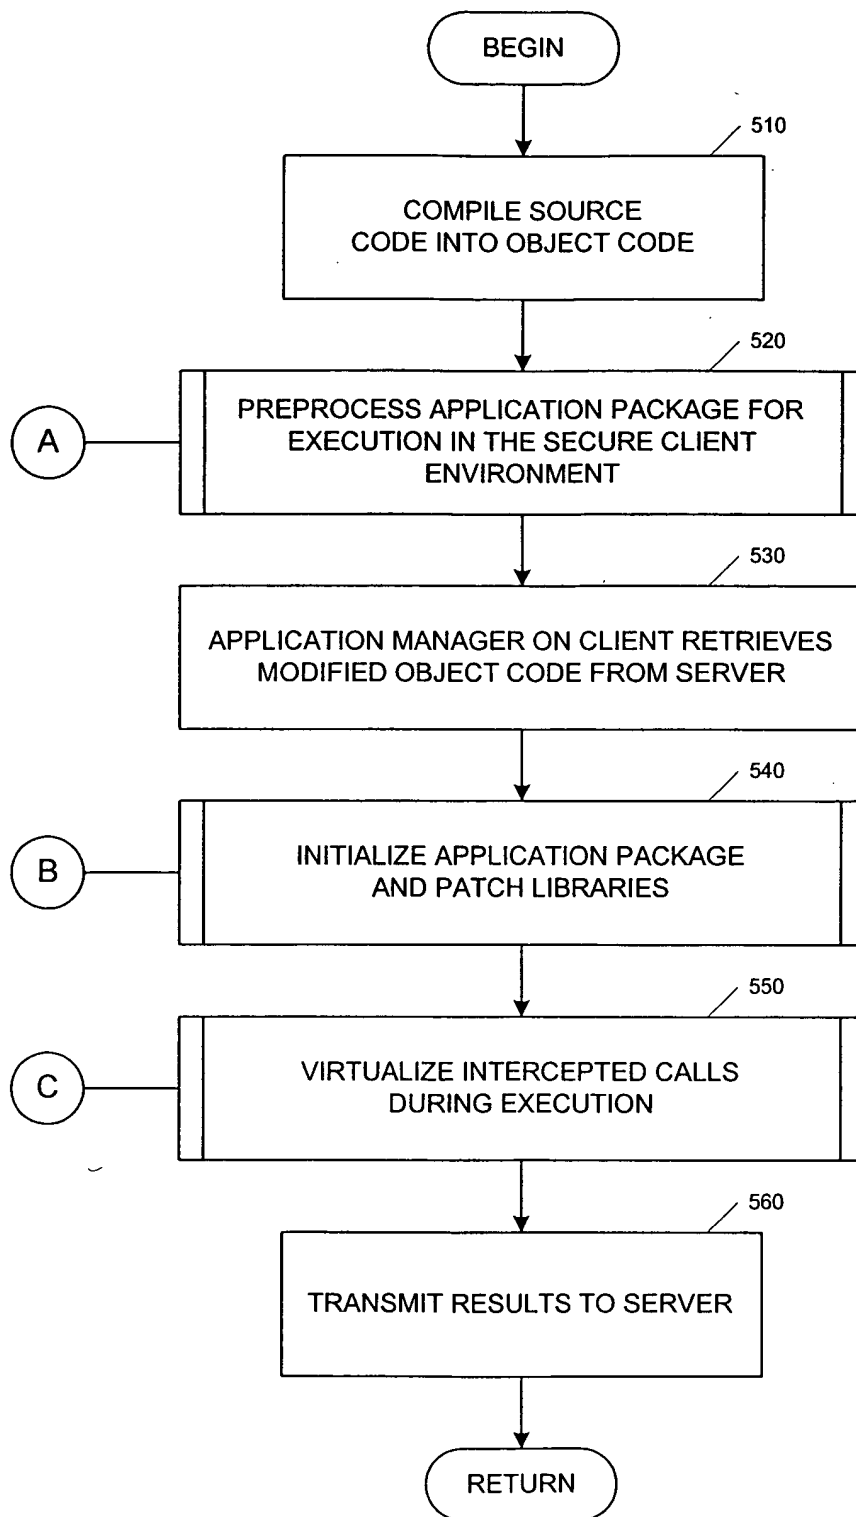 BEGIN
510
COMPILE SOURCE
CODE INTO OBJECT CODE
520
A
PREPROCESS APPLICATION PACKAGE FOR
EXECUTION IN THE SECURE CLIENT
ENVIRONMENT
530
APPLICATION MANAGER ON CLIENT RETRIEVES
MODIFIED OBJECT CODE FROM SERVER
540
B
INITIALIZE APPLICATION PACKAGE
AND PATCH LIBRARIES
550
C
VIRTUALIZE INTERCEPTED CALLS
DURING EXECUTION
560
TRANSMIT RESULTS TO SERVER
RETURN